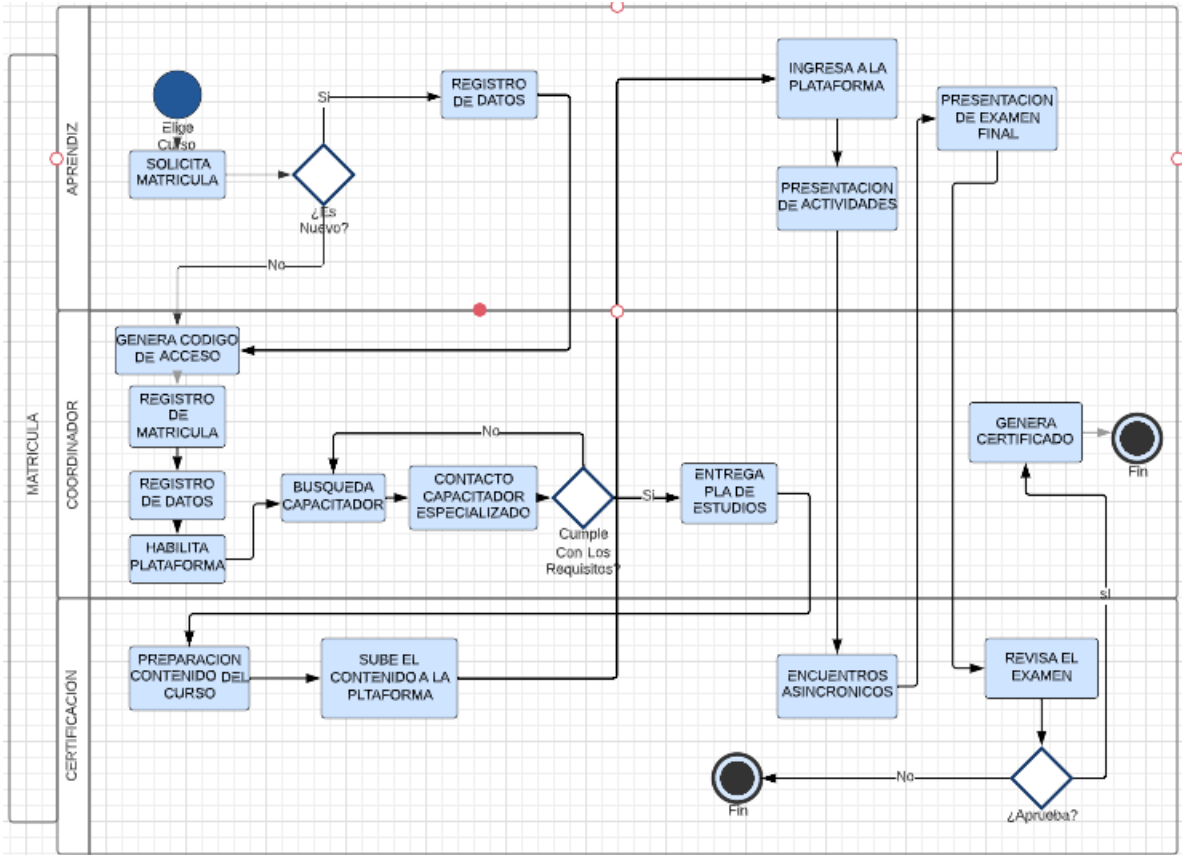 MATRICULA
APRENDIZ
Elige
Curso
SOLICITA
MATRICULA
¿Es
Nuevo?
Si
No
REGISTRO
DE DATOS
INGRESA A LA
PLATAFORMA
PRESENTACION
DE ACTIVIDADES
PRESENTACION
DE EXAMEN
FINAL
COORDINADOR
GENERA CODIGO
DE ACCESO
REGISTRO
DE
MATRICULA
REGISTRO
DE DATOS
HABILITA
PLATAFORMA
BUSQUEDA
CAPACITADOR
CONTACTO
CAPACITADOR
ESPECIALIZADO
No
Cumple
Con Los
Requisitos?
Si
ENTREGA
PLA DE
ESTUDIOS
GENERA
CERTIFICADO
Fin
CERTIFICACIÓN
PREPARACION
CONTENIDO DEL
CURSO
SUBE EL
CONTENIDO A LA
PLTAFORMA
ENCUENTROS
ASINCRONICOS
REVISA EL
EXAMEN
¿Aprueba?
sI
No
Fin